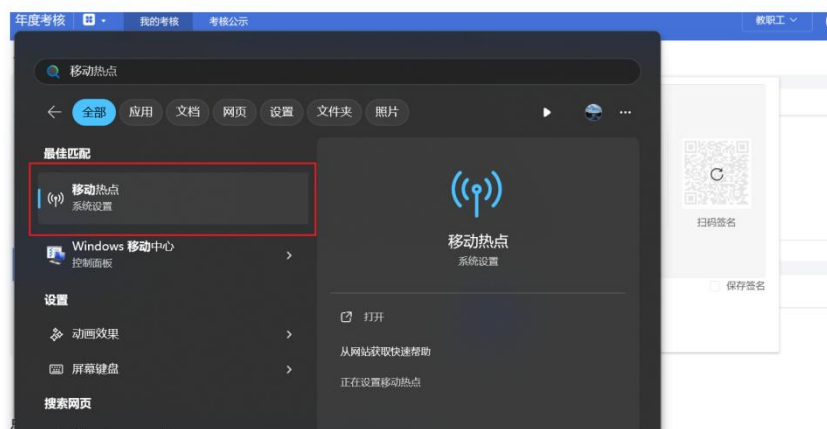 年度考核 我的考核 考核公示 教职工
移动热点
全部 应用 文档 网页 设置 文件夹 照片
最佳匹配
移动热点
系统设置
Windows 移动中心
控制面板
设置
动画效果
屏幕键盘
搜索网页
移动热点
系统设置
打开
从网站获取快速帮助
正在设置移动热点
扫码签名
保存签名